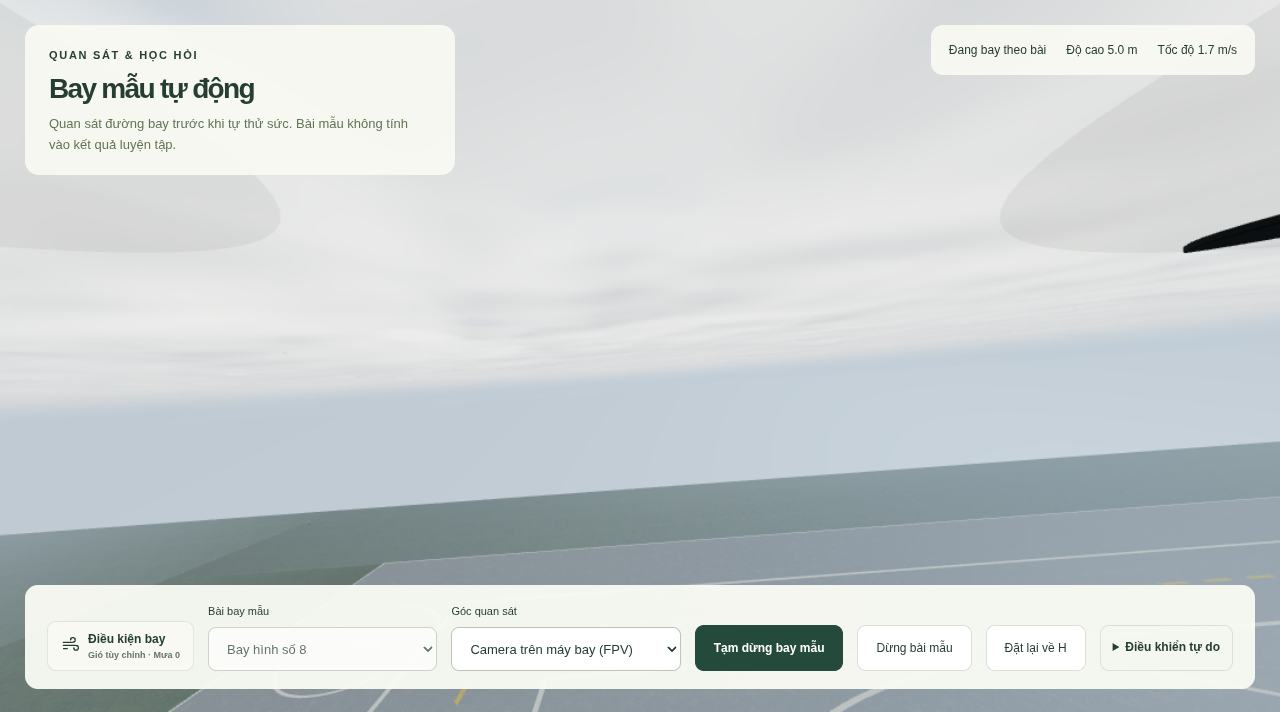 QUAN SÁT & HỌC HỎI
Bay mẫu tự động
Quan sát đường bay trước khi tự thử sức. Bài mẫu không tính
vào kết quả luyện tập.
Đang bay theo bài Độ cao 5.0 m Tốc độ 1.7 m/s
Điều kiện bay
Gió tùy chỉnh · Mưa 0
Bài bay mẫu
Bay hình số 8
Góc quan sát
Camera trên máy bay (FPV)
Tạm dừng bay mẫu
Dừng bài mẫu
Đặt lại về H
Điều khiển tự do